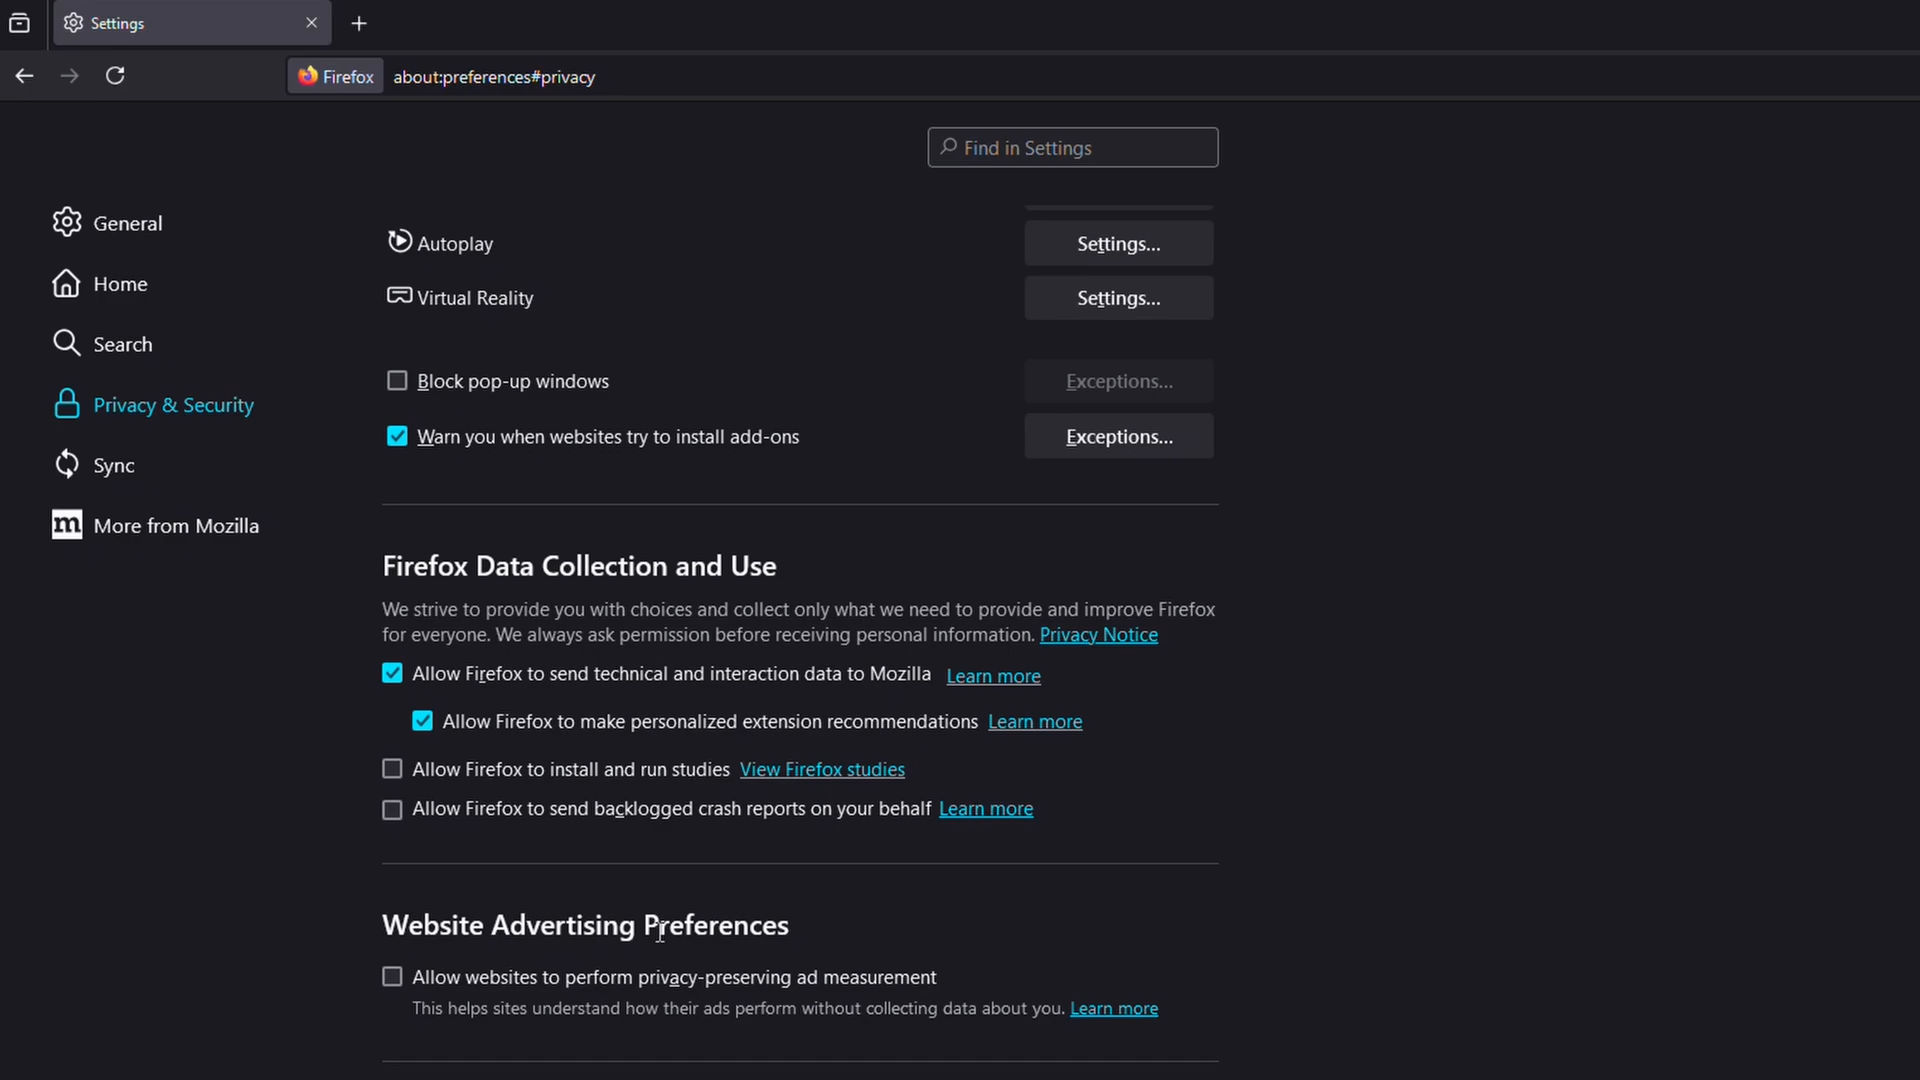 Settings
Firefox about:preferences#privacy
Find in Settings
General
Home
Search
Privacy & Security
Sync
m More from Mozilla
Autoplay Settings...
Virtual Reality Settings...
Block pop-up windows Exceptions...
Warn you when websites try to install add-ons Exceptions...
Firefox Data Collection and Use
We strive to provide you with choices and collect only what we need to provide and improve Firefox
for everyone. We always ask permission before receiving personal information. Privacy Notice
Allow Firefox to send technical and interaction data to Mozilla Learn more
Allow Firefox to make personalized extension recommendations Learn more
Allow Firefox to install and run studies View Firefox studies
Allow Firefox to send backlogged crash reports on your behalf Learn more
Website Advertising Preferences
Allow websites to perform privacy-preserving ad measurement
This helps sites understand how their ads perform without collecting data about you. Learn more